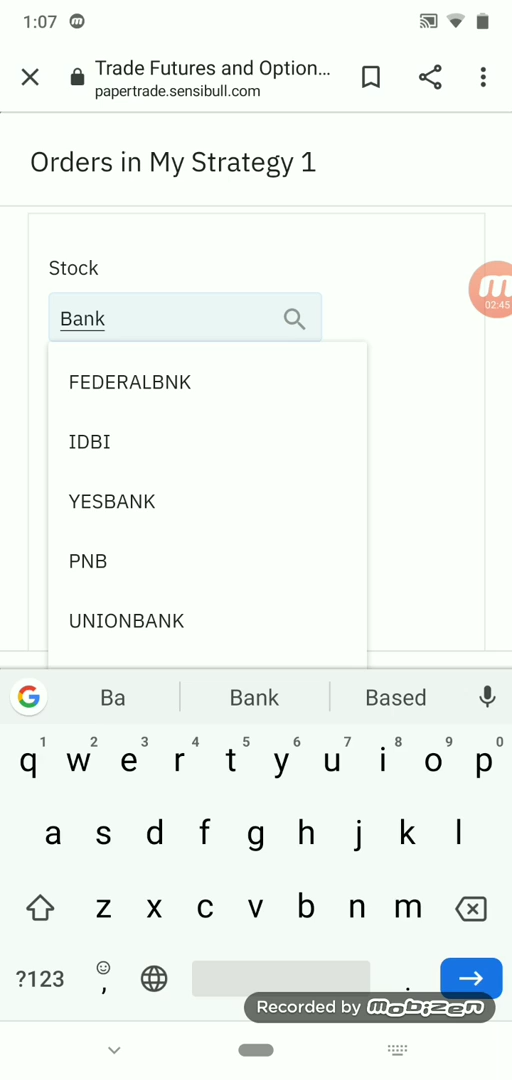 1:07
Trade Futures and Option...
papertrade.sensibull.com
Orders in My Strategy 1
Stock
Bank
02:45
FEDERALBNK
IDBI
YESBANK
PNB
UNIONBANK
Ba Bank Based
1 2 3 4 5 6 7 8 9 0
q w e r t y u i o p
a s d f g h j k l
z x c v b n m
?123 , .
Recorded by mobizen